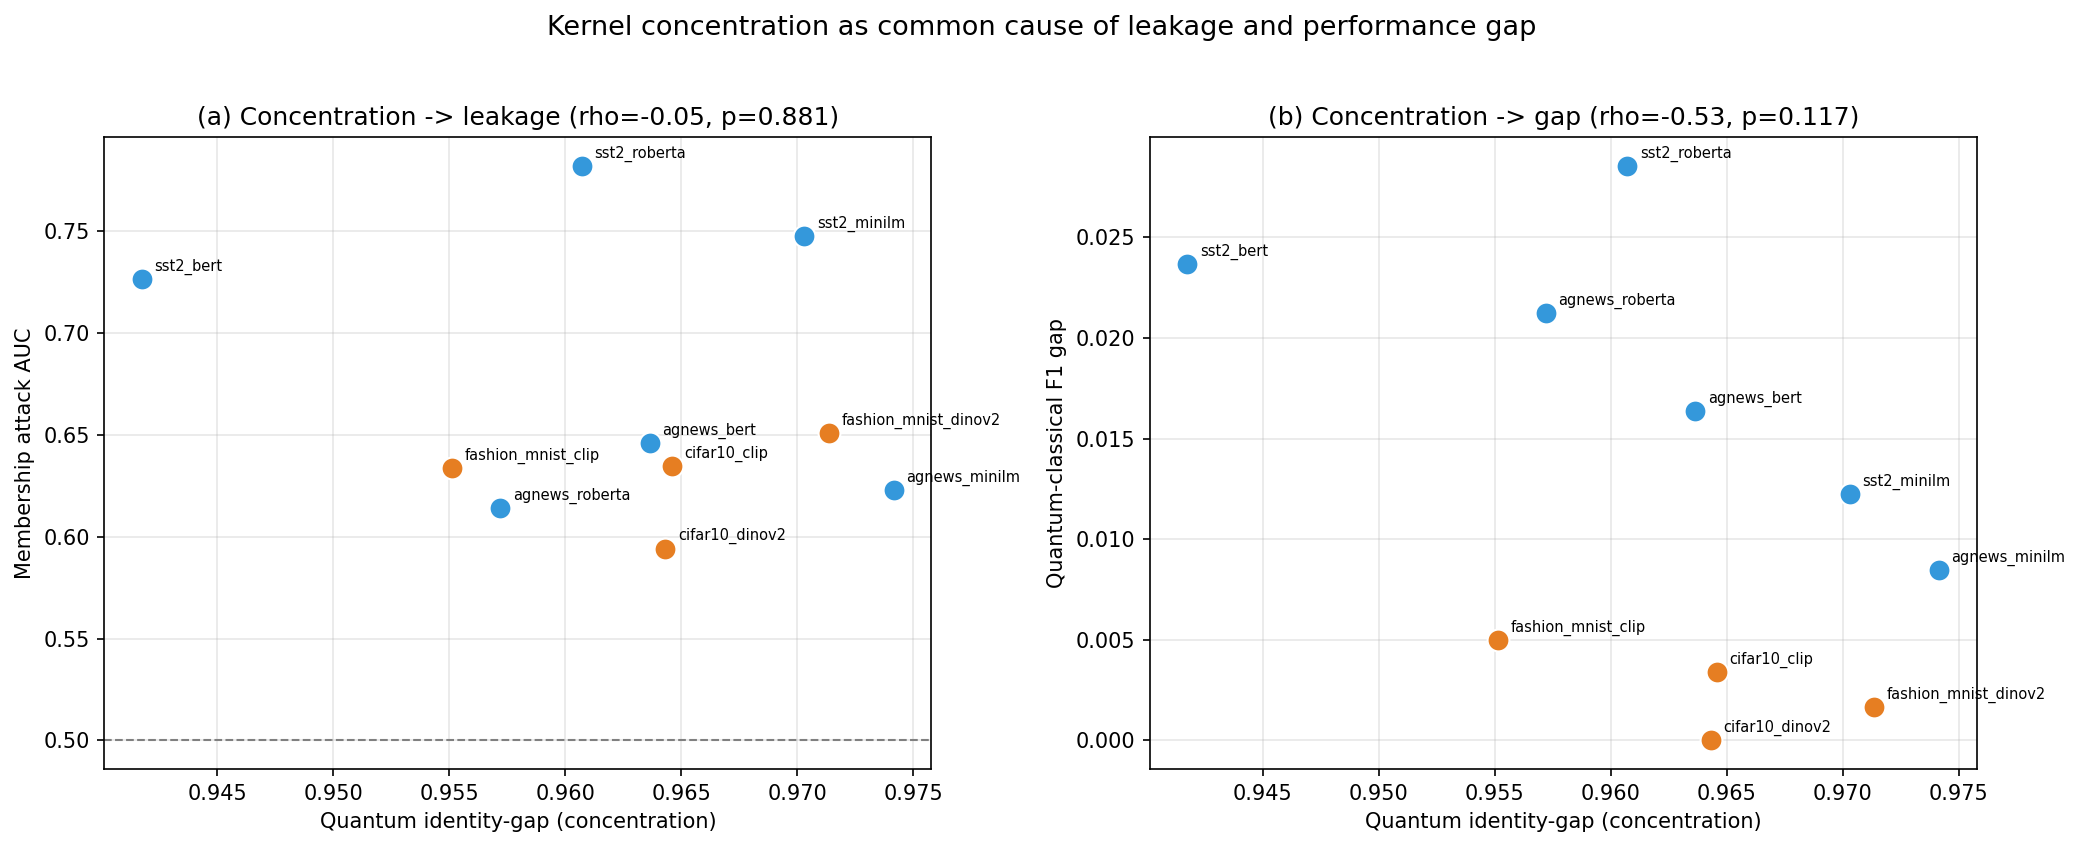 Kernel concentration as common cause of leakage and performance gap
(a) Concentration -> leakage (rho=-0.05, p=0.881)
Membership attack AUC
0.75
0.70
0.65
0.60
0.55
0.50
sst2_roberta
sst2_minilm
sst2_bert
fashion_mnist_dinov2
agnews_bert
cifar10_clip
fashion_mnist_clip
agnews_minilm
agnews_roberta
cifar10_dinov2
0.945 0.950 0.955 0.960 0.965 0.970 0.975
Quantum identity-gap (concentration)
(b) Concentration -> gap (rho=-0.53, p=0.117)
Quantum-classical F1 gap
0.025
0.020
0.015
0.010
0.005
0.000
sst2_roberta
sst2_bert
agnews_roberta
agnews_bert
sst2_minilm
agnews_minilm
fashion_mnist_clip
cifar10_clip
fashion_mnist_dinov2
cifar10_dinov2
0.945 0.950 0.955 0.960 0.965 0.970 0.975
Quantum identity-gap (concentration)